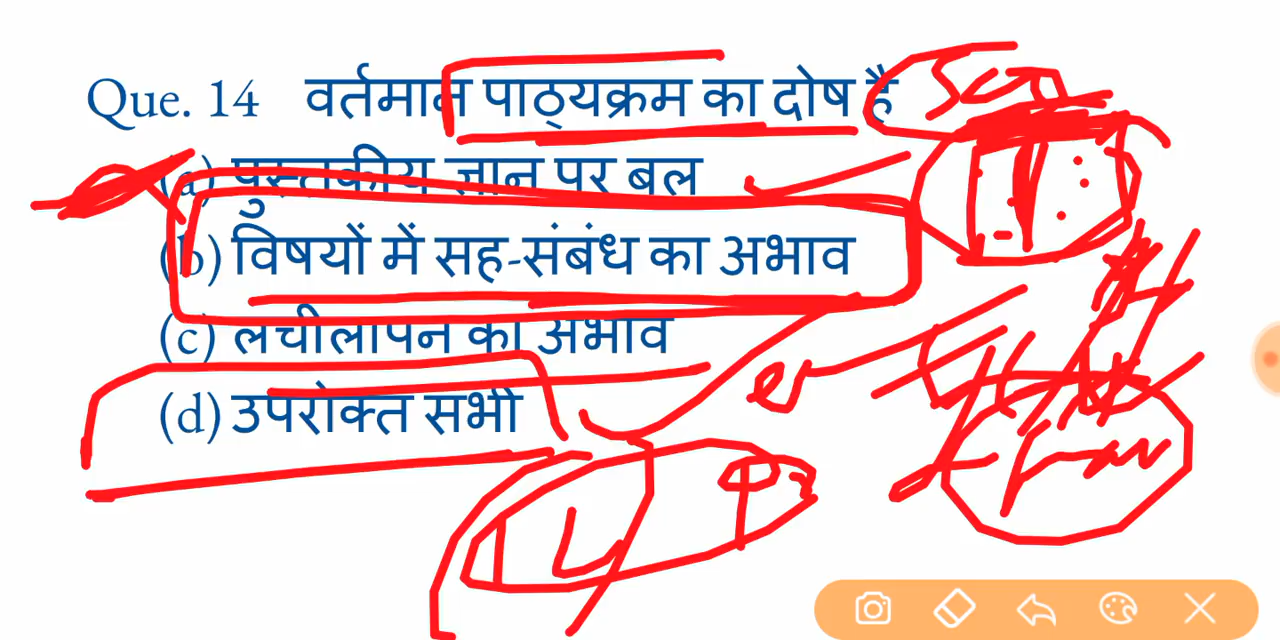 Que. 14 वर्तमान पाठ्यक्रम का दोष है
(a) पुस्तकीय ज्ञान पर बल
(b) विषयों में सह-संबंध का अभाव
(c) लचीलापन का अभाव
(d) उपरोक्त सभी